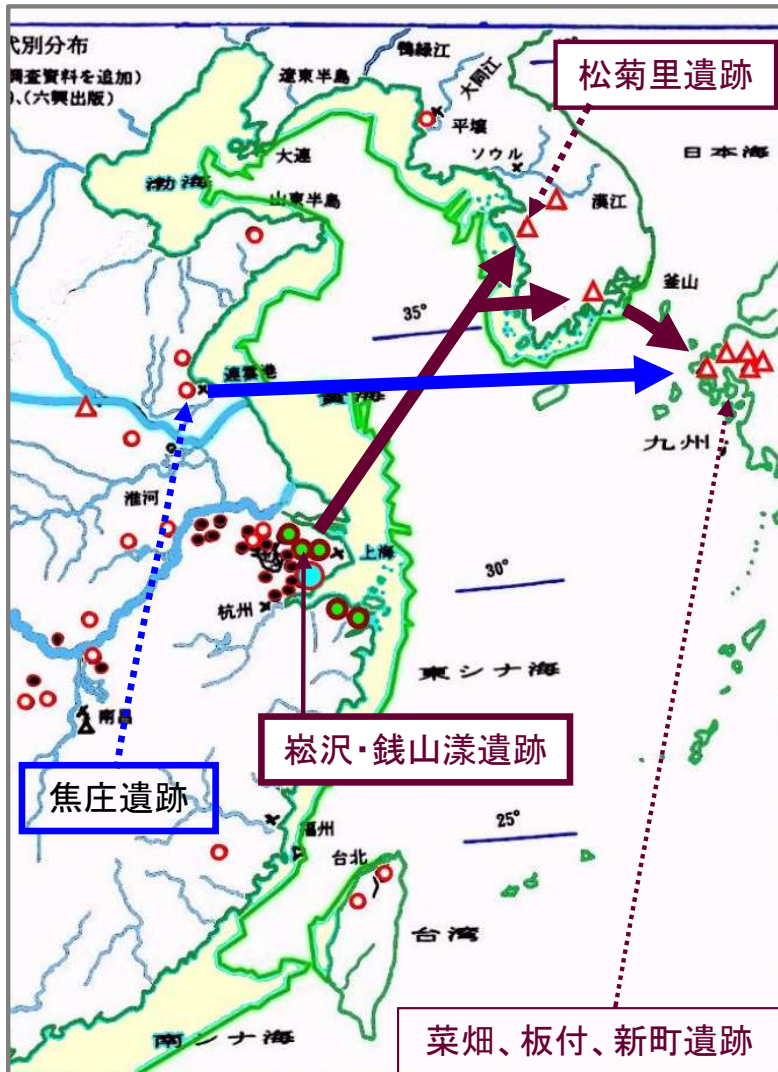 代別分布
調査資料を追加)
),(六興出版)
鴨緑江
遼東半島
大同江
平壌
松菊里遺跡
大連
ソウル
日本海
渤海
山東半島
漢江
釜山
35°
連雲港
黄海
九州
淮河
上海
30°
杭州
東シナ海
南昌
崧沢・銭山漾遺跡
焦庄遺跡
福州
25°
台北
台湾
南シナ海
菜畑、板付、新町遺跡